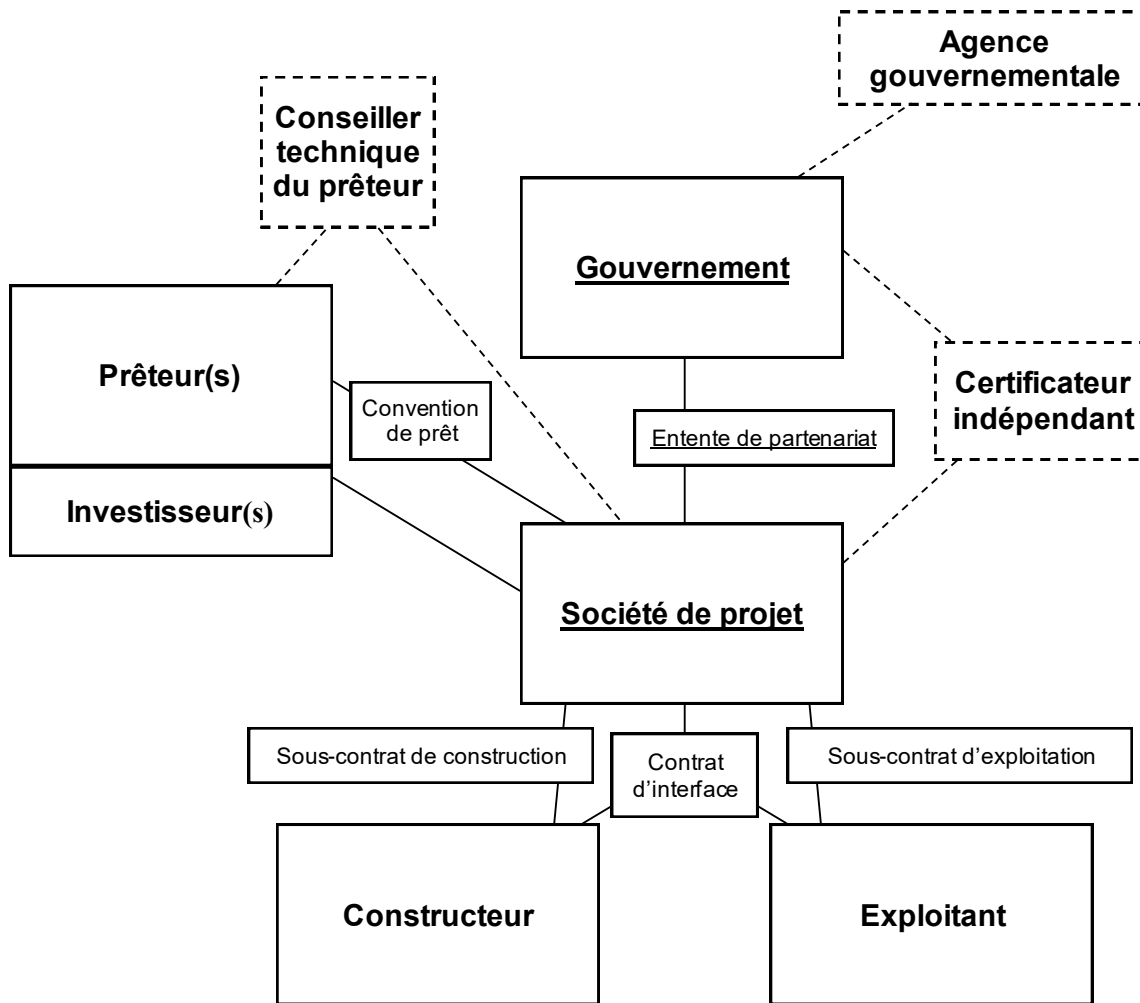 Agence
gouvernementale
Conseiller
technique
du prêteur
Gouvernement
Prêteur(s)
Convention
de prêt
Certificateur
indépendant
Entente de partenariat
Investisseur(s)
Société de projet
Sous-contrat de construction
Contrat
d’interface
Sous-contrat d’exploitation
Constructeur
Exploitant